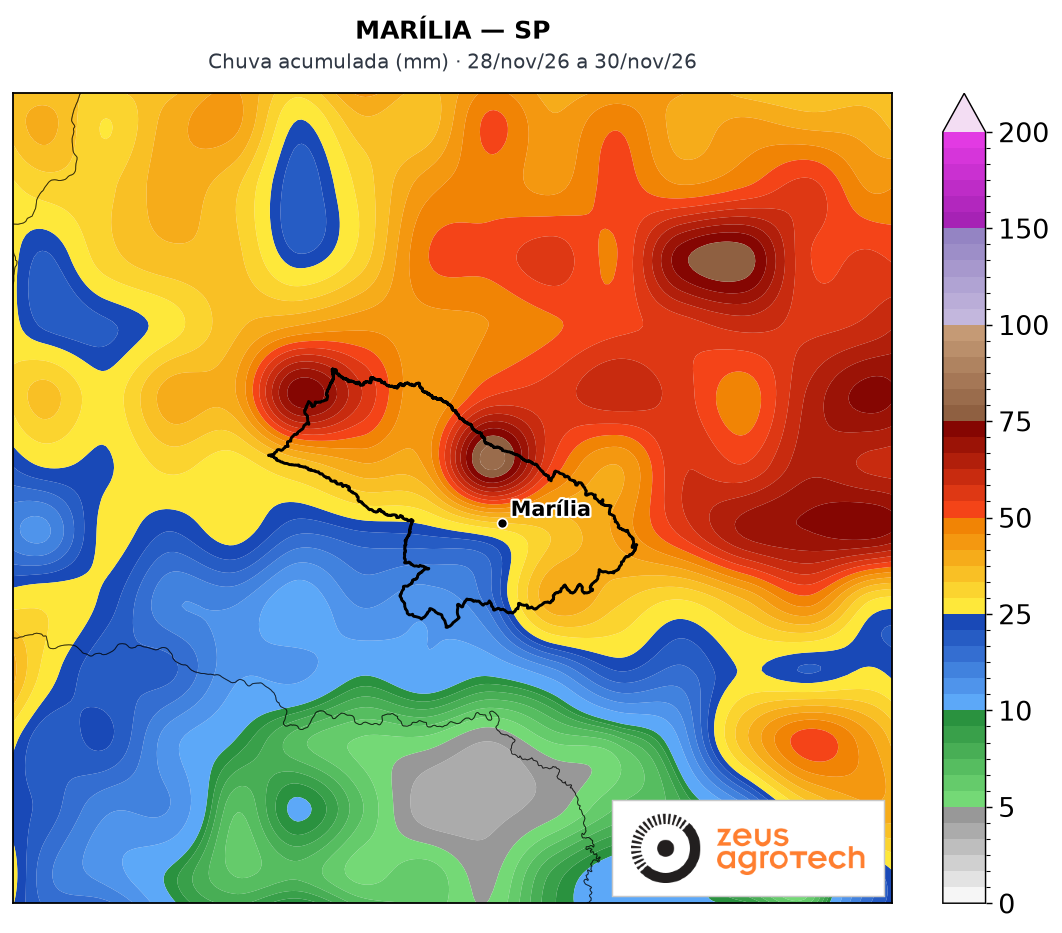 MARÍLIA — SP
Chuva acumulada (mm) · 28/nov/26 a 30/nov/26
200
150
100
75
50
25
10
5
0
Marília
zeus
agrotech